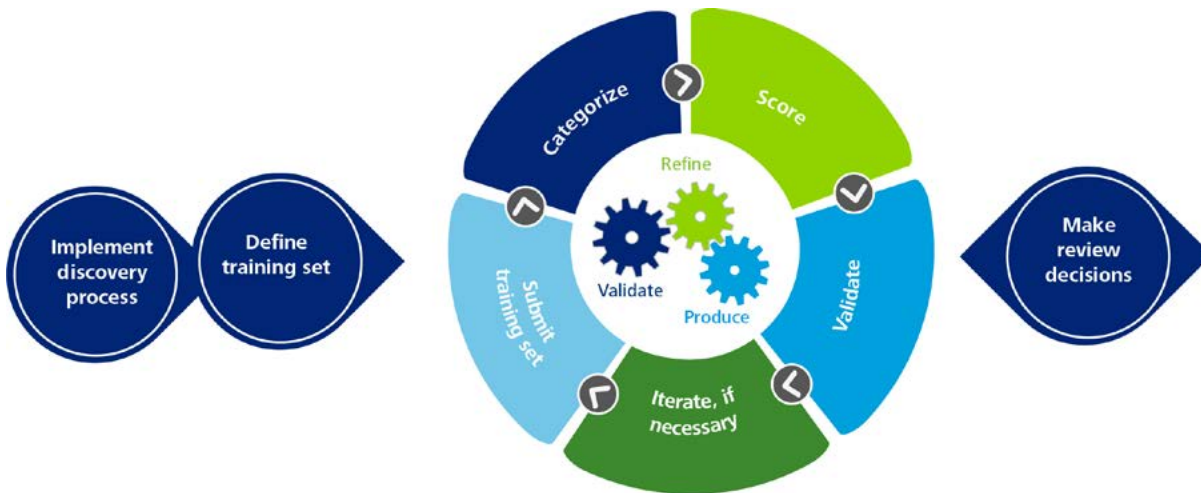 Implement
discovery
process
Define
training set
Submit
training set
Categorize
Score
Validate
Iterate, if
necessary
Refine
Validate
Produce
Make
review
decisions